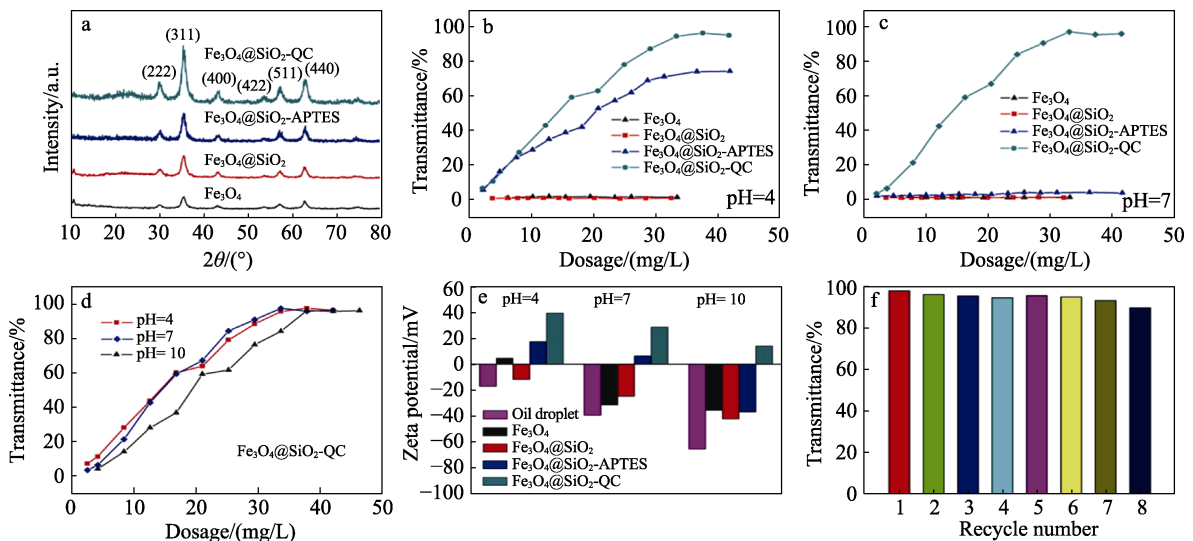 a
(311)
Fe₃O₄@SiO₂-QC
(222)
(400)
(422)
(511)
(440)
Fe₃O₄@SiO₂-APTES
Fe₃O₄@SiO₂
Fe₃O₄
Intensity/a.u.
10 20 30 40 50 60 70 80
2θ/(°)
b
100
80
60
40
20
0
Transmittance/%
Fe₃O₄
Fe₃O₄@SiO₂
Fe₃O₄@SiO₂-APTES
Fe₃O₄@SiO₂-QC
pH=4
0 10 20 30 40 50
Dosage/(mg/L)
c
100
80
60
40
20
0
Transmittance/%
Fe₃O₄
Fe₃O₄@SiO₂
Fe₃O₄@SiO₂-APTES
Fe₃O₄@SiO₂-QC
pH=7
0 10 20 30 40 50
Dosage/(mg/L)
d
100
80
60
40
20
0
Transmittance/%
pH=4
pH=7
pH= 10
Fe₃O₄@SiO₂-QC
0 10 20 30 40 50
Dosage/(mg/L)
e
pH=4 pH=7 pH= 10
60
40
20
0
−20
−40
−60
−80
−100
Zeta potential/mV
Oil droplet
Fe₃O₄
Fe₃O₄@SiO₂
Fe₃O₄@SiO₂-APTES
Fe₃O₄@SiO₂-QC
f
100
80
60
40
20
0
Transmittance/%
1 2 3 4 5 6 7 8
Recycle number